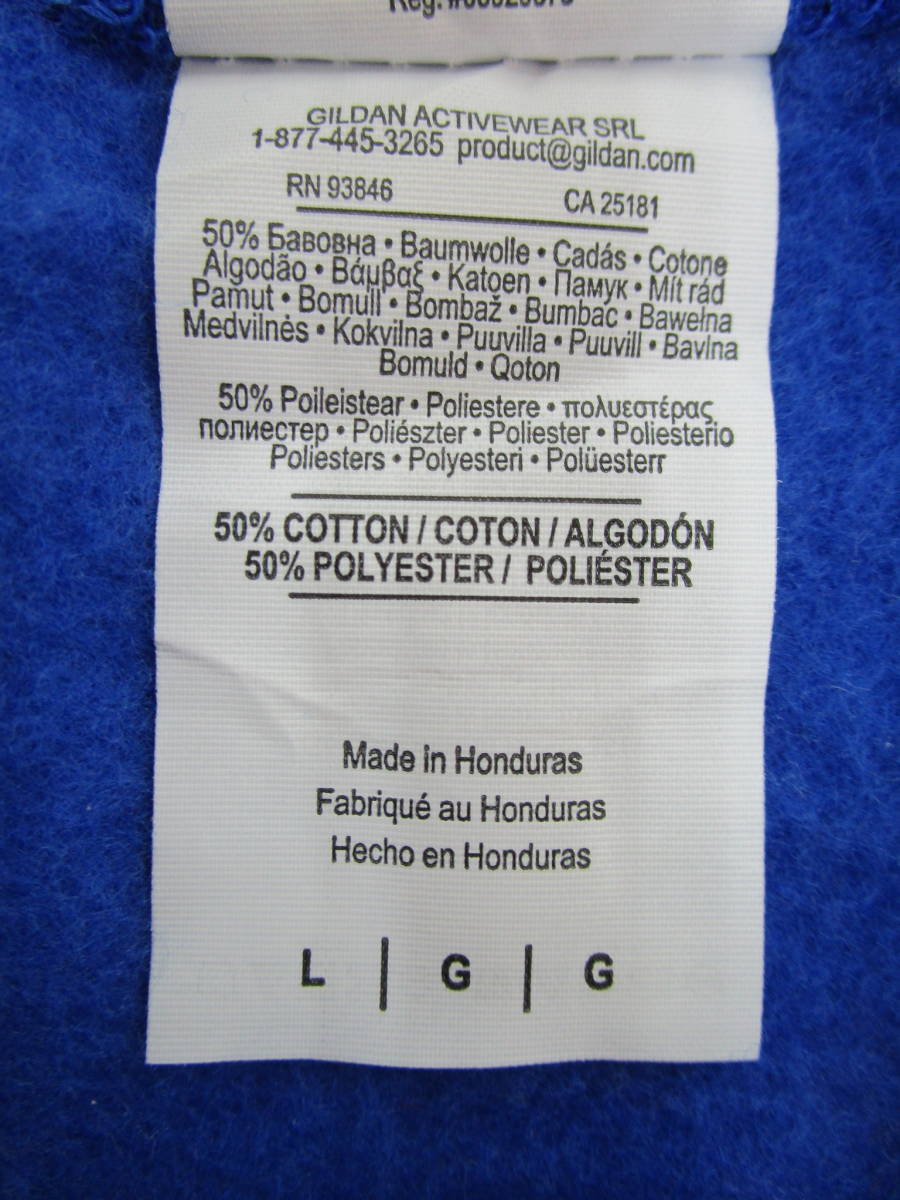 GILDAN ACTIVEWEAR SRL
1-877-445-3265 product@gildan.com
RN 93846 CA 25181
50% Бавовна • Baumwolle • Cadás • Cotone
Algodão • Βάμβαξ • Katoen • Памук • Mít rád
Pamut • Bomull • Bombaž • Bumbac • Bawełna
Medvilnės • Kokvilna • Puuvilla • Puuvill • Bavlna
Bomuld • Qoton
50% Poileistear • Poliestere • πολυεστέρας
полиестер • Poliészter • Poliester • Poliesterio
Poliesters • Polyesteri • Polüesterr
50% COTTON / COTON / ALGODÓN
50% POLYESTER / POLIÉSTER
Made in Honduras
Fabriqué au Honduras
Hecho en Honduras
L | G | G